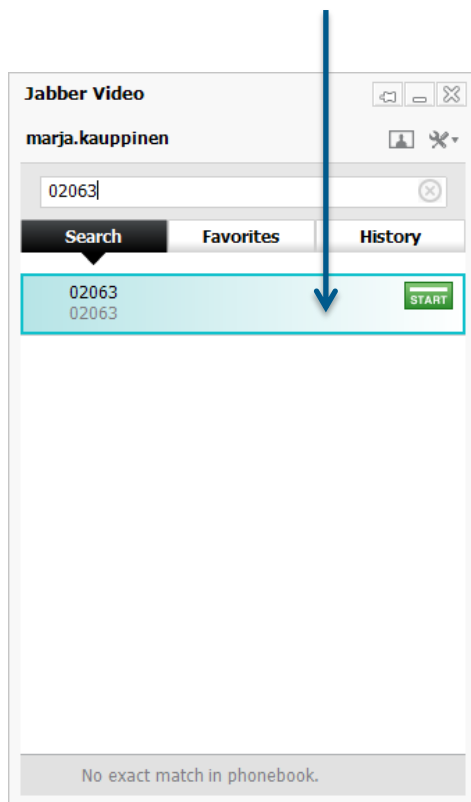 Jabber Video
marja.kauppinen
02063
Search Favorites History
02063
START
02063
No exact match in phonebook.